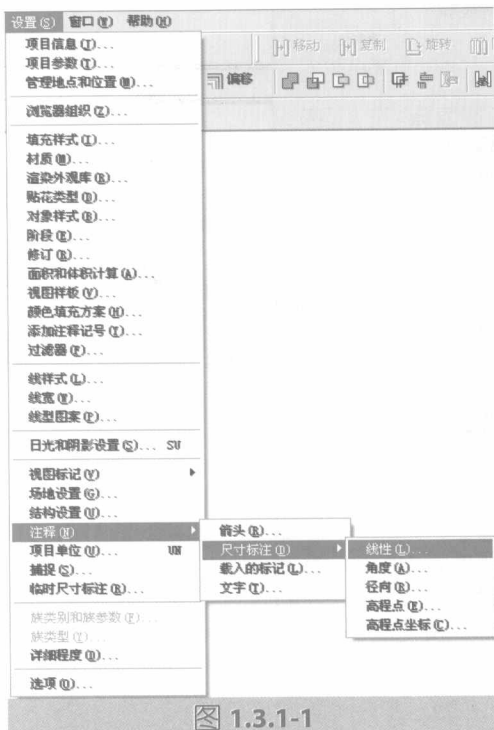 设置(S) 窗口(W) 帮助(H)
移动 复制 旋转
偏移
项目信息(I)...
项目参数(T)...
管理地点和位置(M)...
浏览器组织(Z)...
填充样式(I)...
材质(M)...
渲染外观库(B)...
贴花类型(D)...
对象样式(B)...
阶段(E)...
修订(R)...
面积和体积计算(A)...
视图样板(V)...
颜色填充方案(H)...
添加注释记号(T)...
过滤器(F)...
线样式(L)...
线宽(W)...
线型图案(P)...
日光和阴影设置(S)... SU
视图标记(V)
场地设置(G)...
结构设置(U)...
注释(N)
项目单位(U)... UN
捕捉(S)...
临时尺寸标注(R)...
族类别和族参数(F)...
族类型(Y)...
详细程度(D)...
选项(O)...
箭头(R)...
尺寸标注(D)
载入的标记(L)...
文字(T)...
线性(L)...
角度(A)...
径向(R)...
高程点(E)...
高程点坐标(C)...
图 1.3.1-1